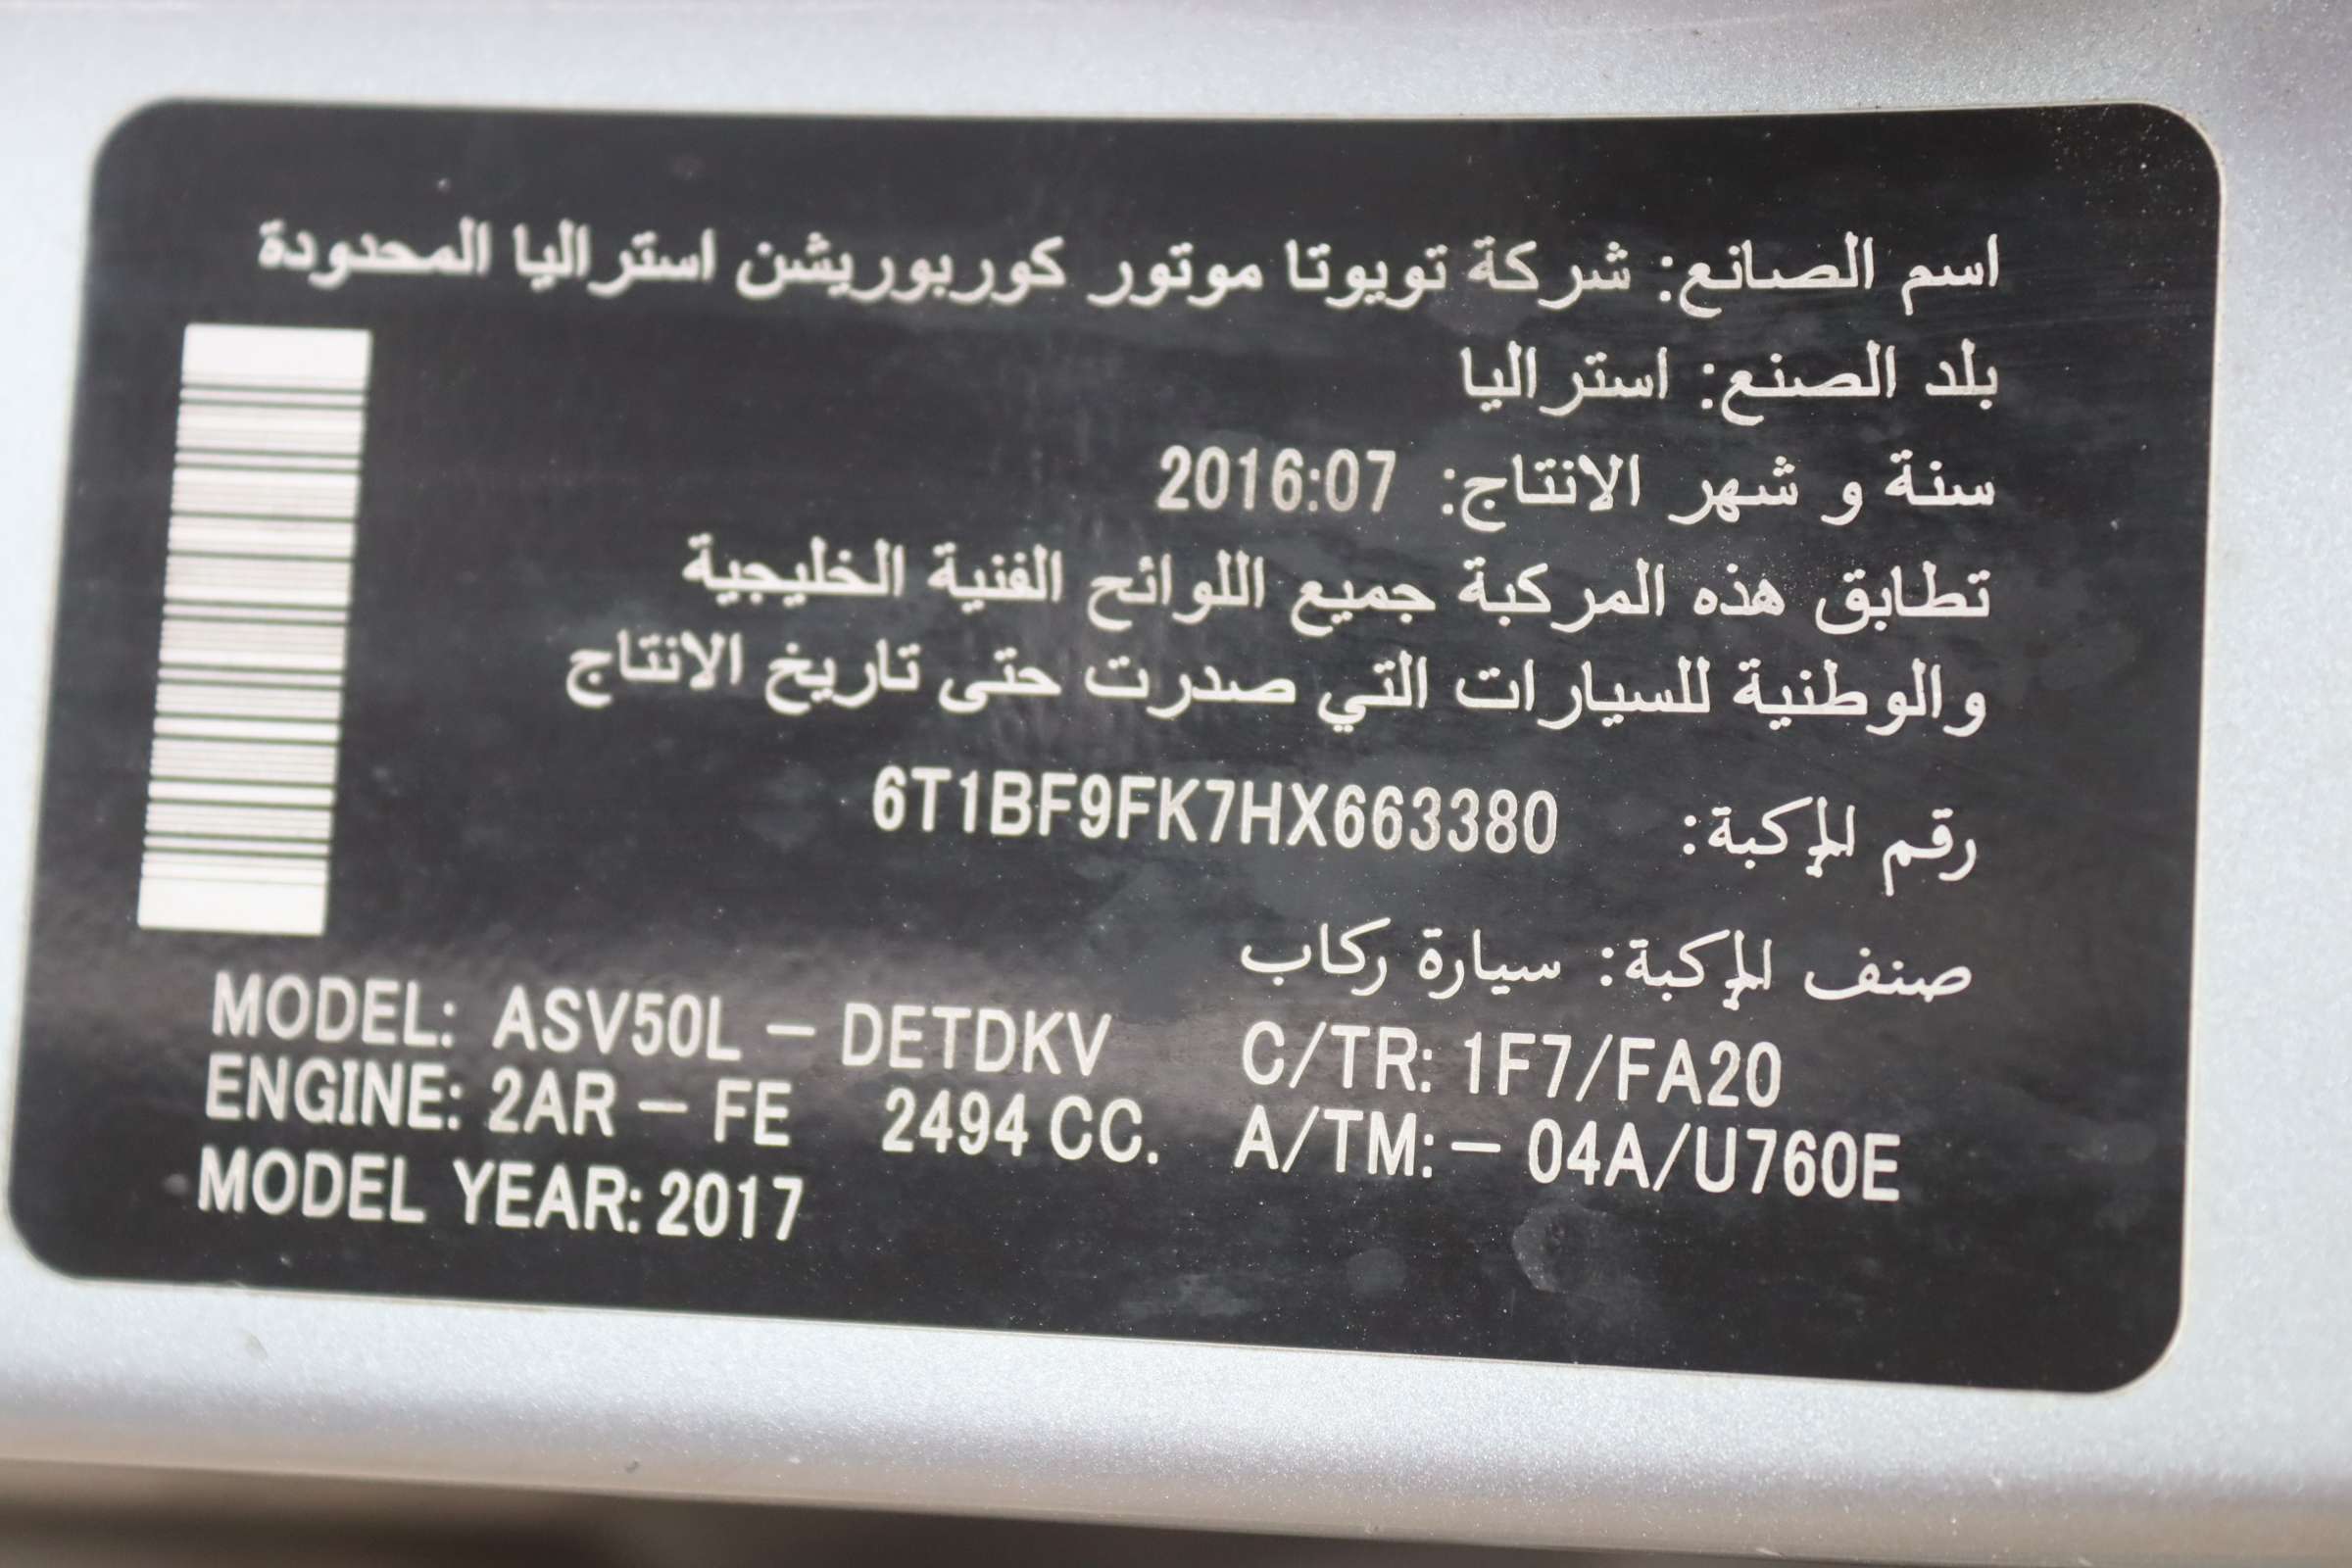 اسم الصانع: شركة تويوتا موتور كوربوريشن استراليا المحدودة
بلد الصنع: استراليا
سنة و شهر الانتاج: 2016:07
تطابق هذه المركبة جميع اللوائح الفنية الخليجية
والوطنية للسيارات التي صدرت حتى تاريخ الانتاج
رقم المركبة: 6T1BF9FK7HX663380
صنف المركبة: سيارة ركاب
MODEL: ASV50L – DETDKV C/TR: 1F7/FA20
ENGINE: 2AR – FE 2494 CC. A/TM: – 04A/U760E
MODEL YEAR: 2017